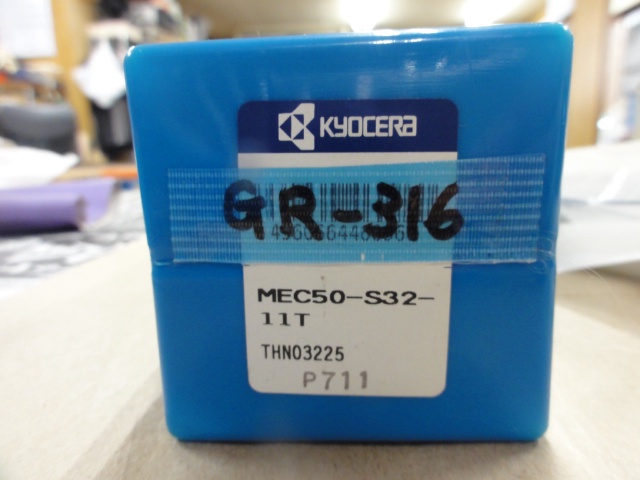 KYOCERA
GR-316
MEC50-S32-
11T
THN03225
P711